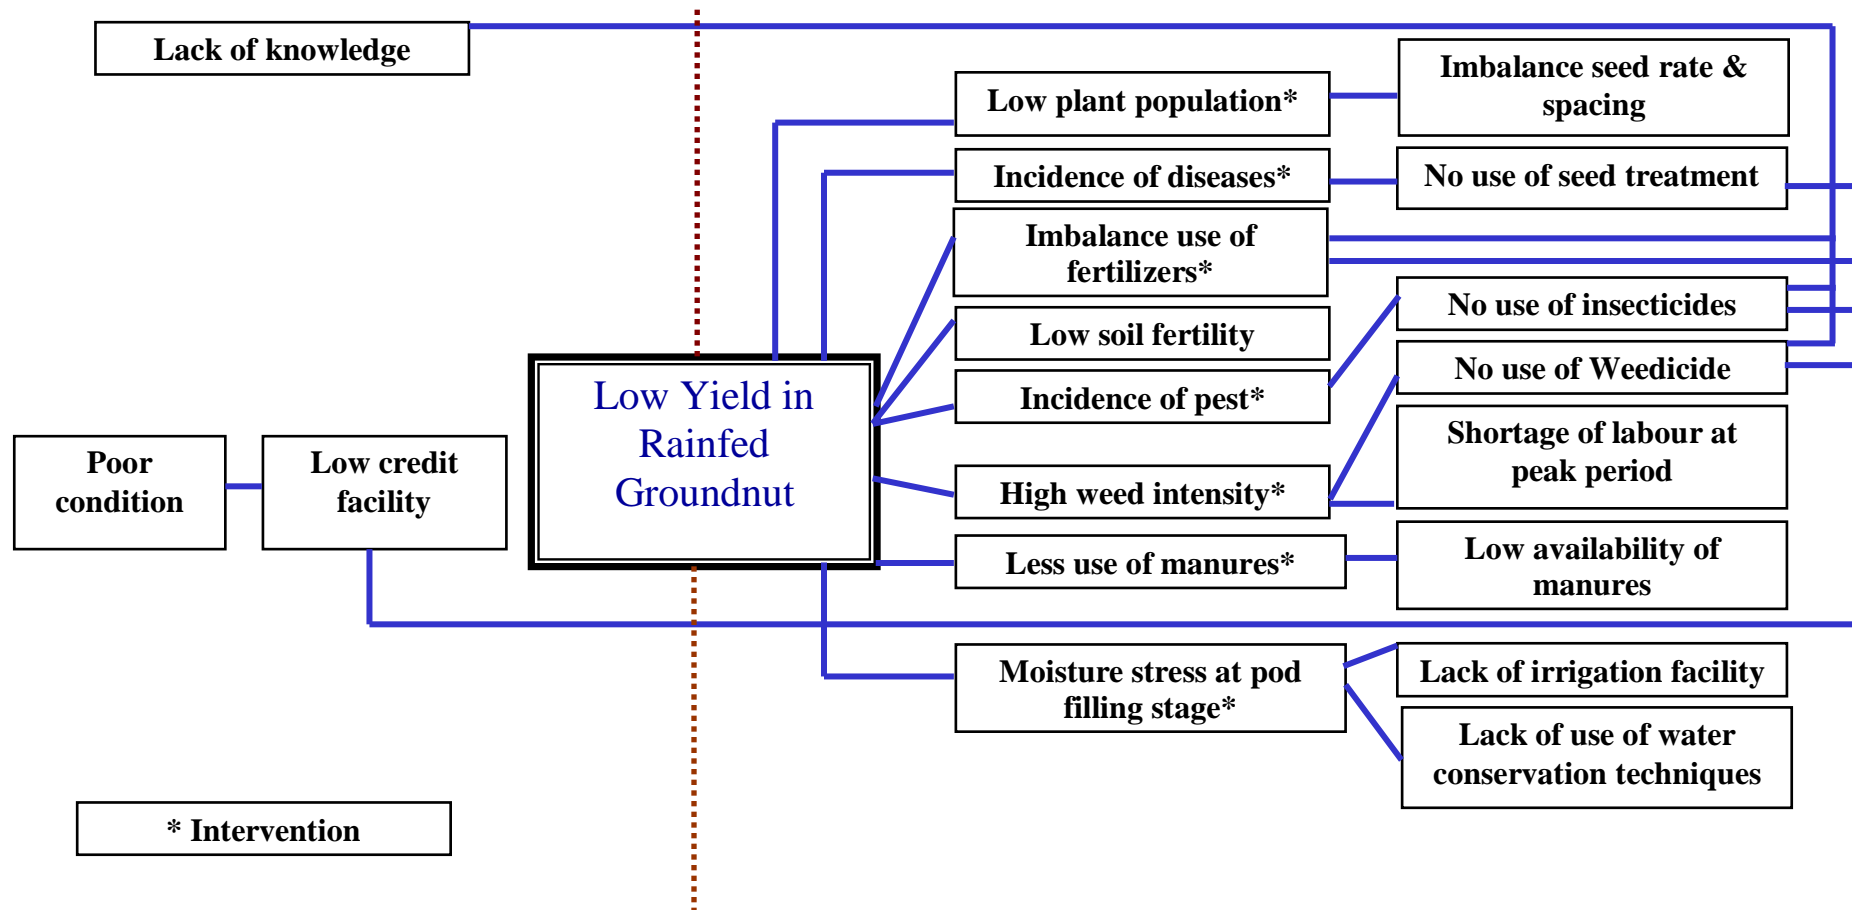 Lack of knowledge
Low plant population*
Imbalance seed rate &
spacing
Incidence of diseases*
No use of seed treatment
Imbalance use of
fertilizers*
No use of insecticides
Low soil fertility
No use of Weedicide
Incidence of pest*
Low Yield in
Rainfed
Groundnut
Poor
condition
Low credit
facility
Shortage of labour at
peak period
High weed intensity*
Less use of manures*
Low availability of
manures
Moisture stress at pod
filling stage*
Lack of irrigation facility
Lack of use of water
conservation techniques
* Intervention